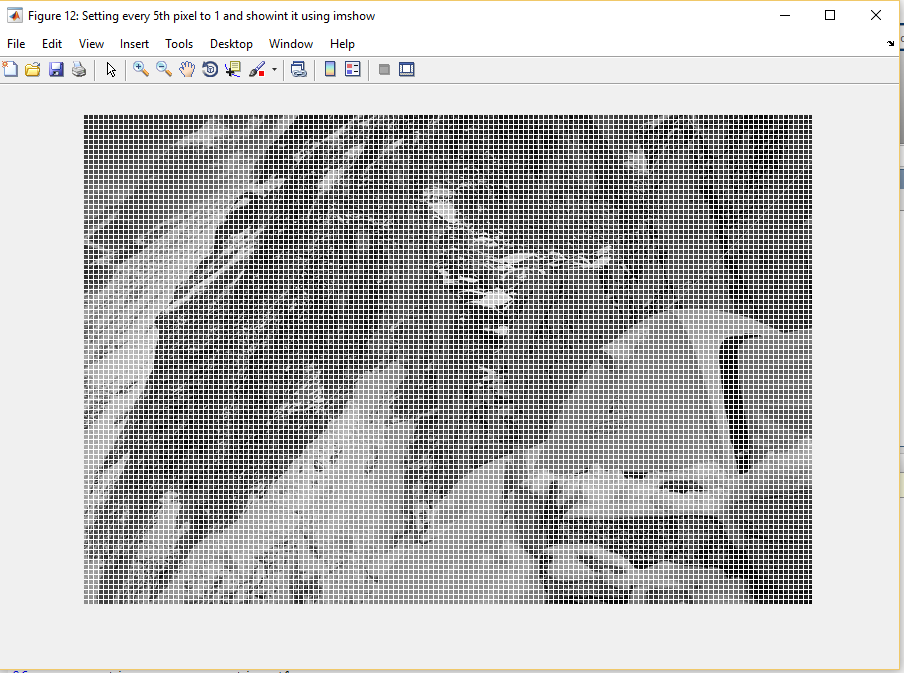 Figure 12: Setting every 5th pixel to 1 and showint it using imshow
File Edit View Insert Tools Desktop Window Help